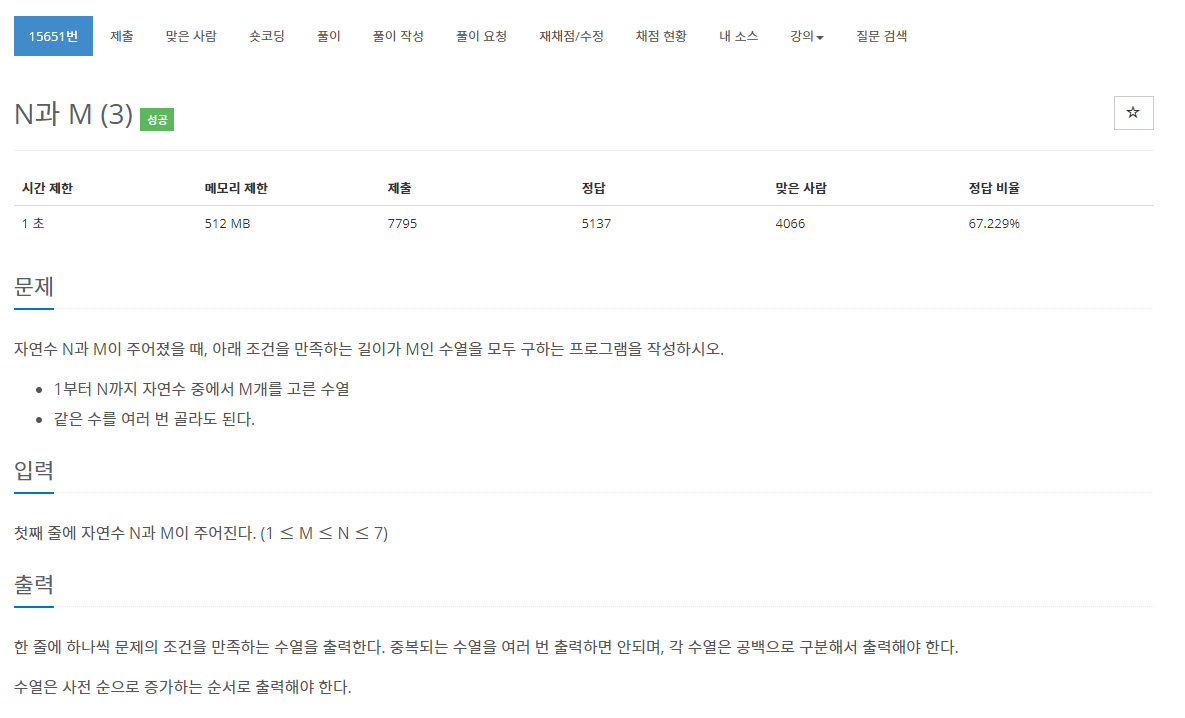 15651번 제출 맞은 사람 숏코딩 풀이 풀이 작성 풀이 요청 재채점/수정 채점 현황 내 소스 강의 질문 검색
N과 M (3) 성공
시간 제한 메모리 제한 제출 정답 맞은 사람 정답 비율
1 초 512 MB 7795 5137 4066 67.229%
문제
자연수 N과 M이 주어졌을 때, 아래 조건을 만족하는 길이가 M인 수열을 모두 구하는 프로그램을 작성하시오.
• 1부터 N까지 자연수 중에서 M개를 고른 수열
• 같은 수를 여러 번 골라도 된다.
입력
첫째 줄에 자연수 N과 M이 주어진다. (1 ≤ M ≤ N ≤ 7)
출력
한 줄에 하나씩 문제의 조건을 만족하는 수열을 출력한다. 중복되는 수열을 여러 번 출력하면 안되며, 각 수열은 공백으로 구분해서 출력해야 한다.
수열은 사전 순으로 증가하는 순서로 출력해야 한다.